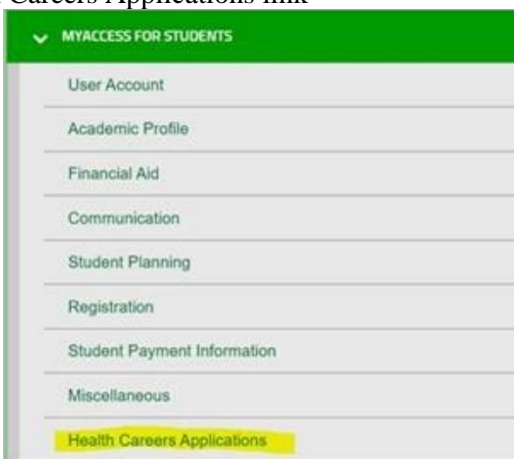 Careers Applications link
MYACCESS FOR STUDENTS
User Account
Academic Profile
Financial Aid
Communication
Student Planning
Registration
Student Payment Information
Miscellaneous
Health Careers Applications